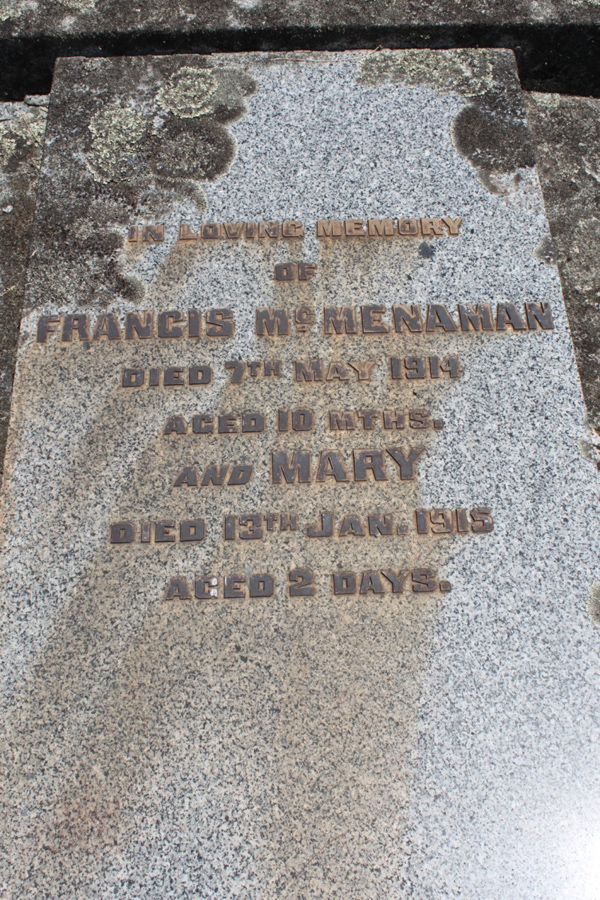 IN LOVING MEMORY
OF
FRANCIS McMENAMAN
DIED 7TH MAY 1914
AGED 10 MTHS.
AND MARY
DIED 13TH JAN. 1915
AGED 2 DAYS.